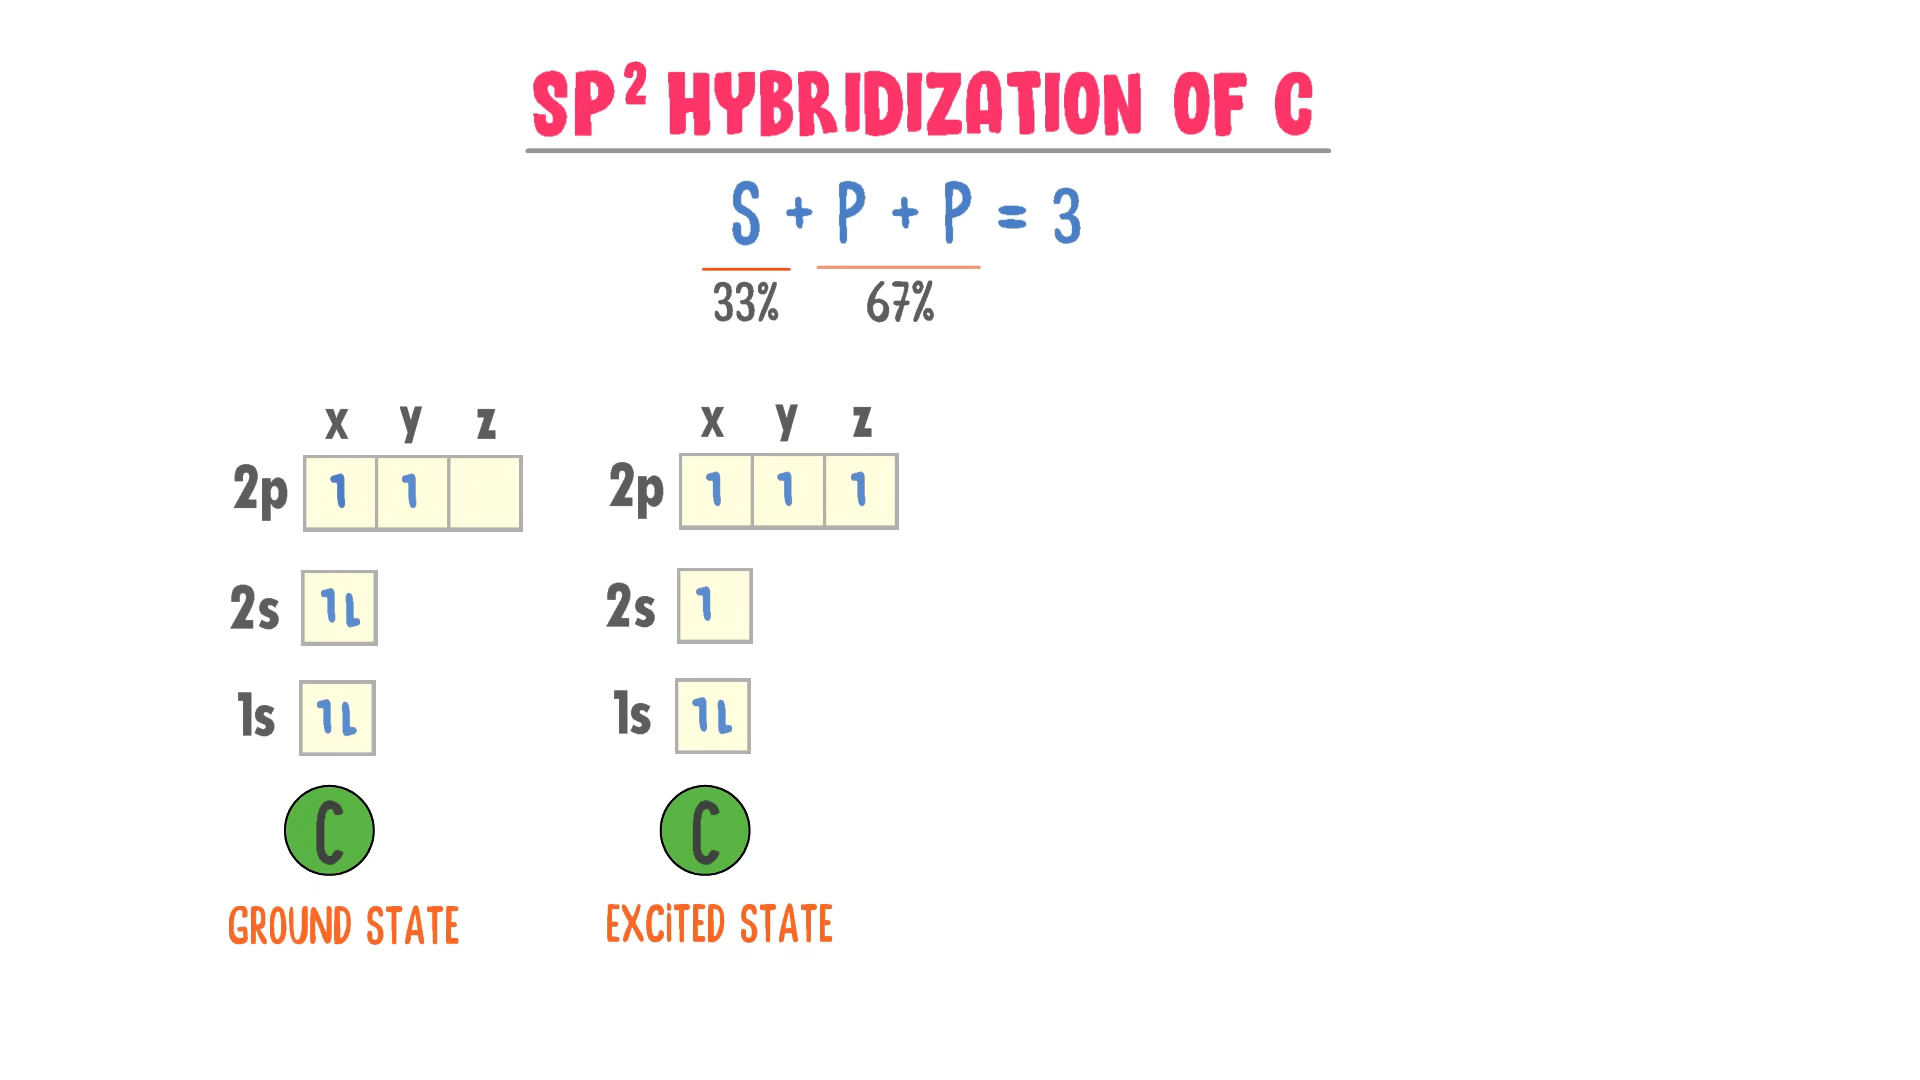 SP² HYBRIDIZATION OF C
S + P + P = 3
33% 67%
x y z x y z
2p 1 1 2p 1 1 1
2s 1L 2s 1
1s 1L 1s 1L
C C
GROUND STATE EXCITED STATE